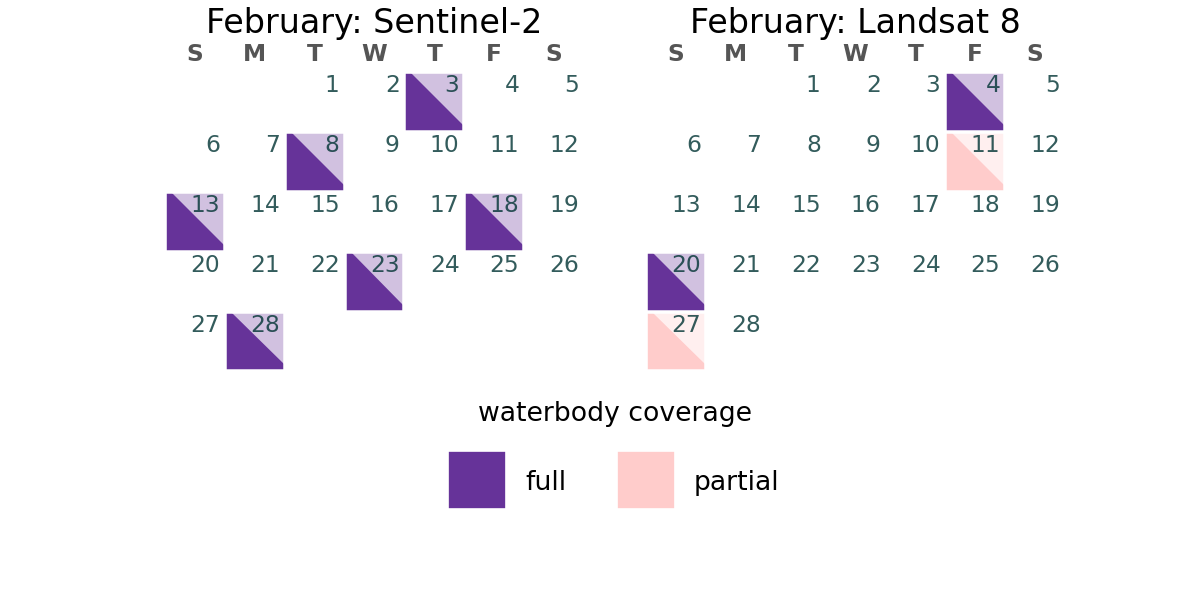 February: Sentinel-2
S M T W T F S
1 2 3 4 5
6 7 8 9 10 11 12
13 14 15 16 17 18 19
20 21 22 23 24 25 26
27 28
February: Landsat 8
S M T W T F S
1 2 3 4 5
6 7 8 9 10 11 12
13 14 15 16 17 18 19
20 21 22 23 24 25 26
27 28
waterbody coverage
full
partial